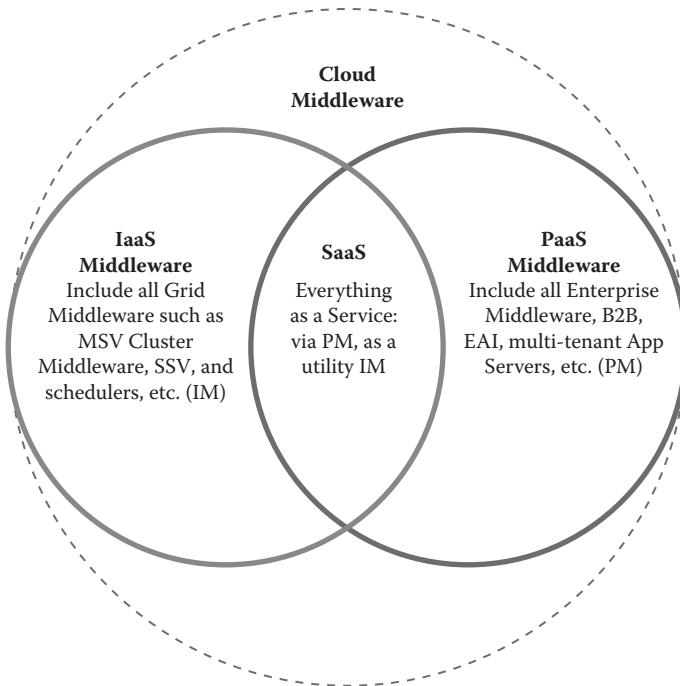 Cloud
Middleware
IaaS
Middleware
Include all Grid
Middleware such as
MSV Cluster
Middleware, SSV, and
schedulers, etc. (IM)
SaaS
Everything
as a Service:
via PM, as a
utility IM
PaaS
Middleware
Include all Enterprise
Middleware, B2B,
EAI, multi-tenant App
Servers, etc. (PM)